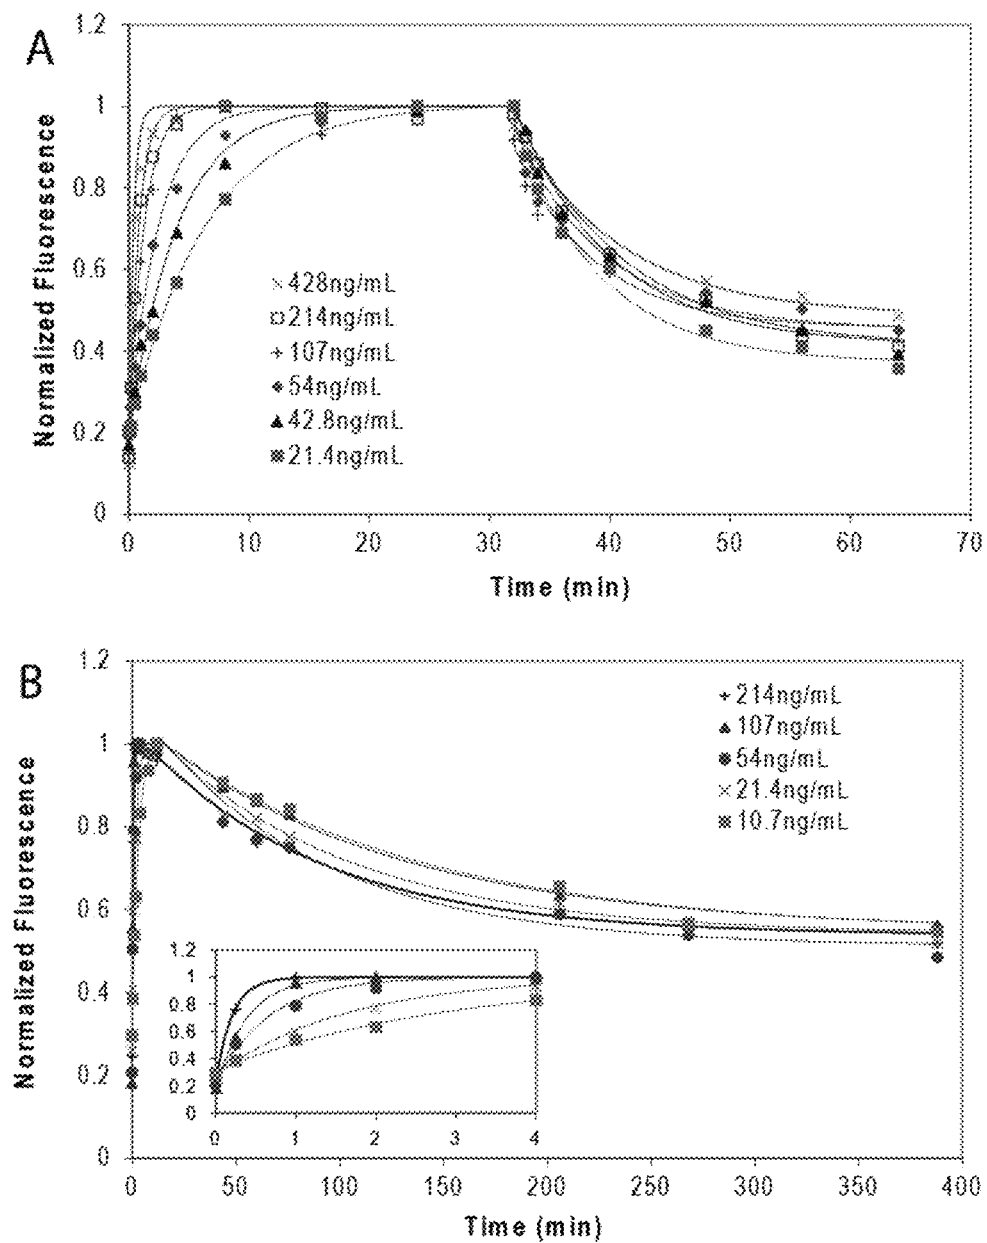 A
Normalized Fluorescence
1.2
1
0.8
0.6
0.4
0.2
0
428ng/mL
214ng/mL
107ng/mL
54ng/mL
42.8ng/mL
21.4ng/mL
0 10 20 30 40 50 60 70
Time (min)
B
Normalized Fluorescence
1.2
1
0.8
0.6
0.4
0.2
0
214ng/mL
107ng/mL
54ng/mL
21.4ng/mL
10.7ng/mL
1.2
1
0.8
0.6
0.4
0.2
0
0 1 2 3 4
0 50 100 150 200 250 300 350 400
Time (min)